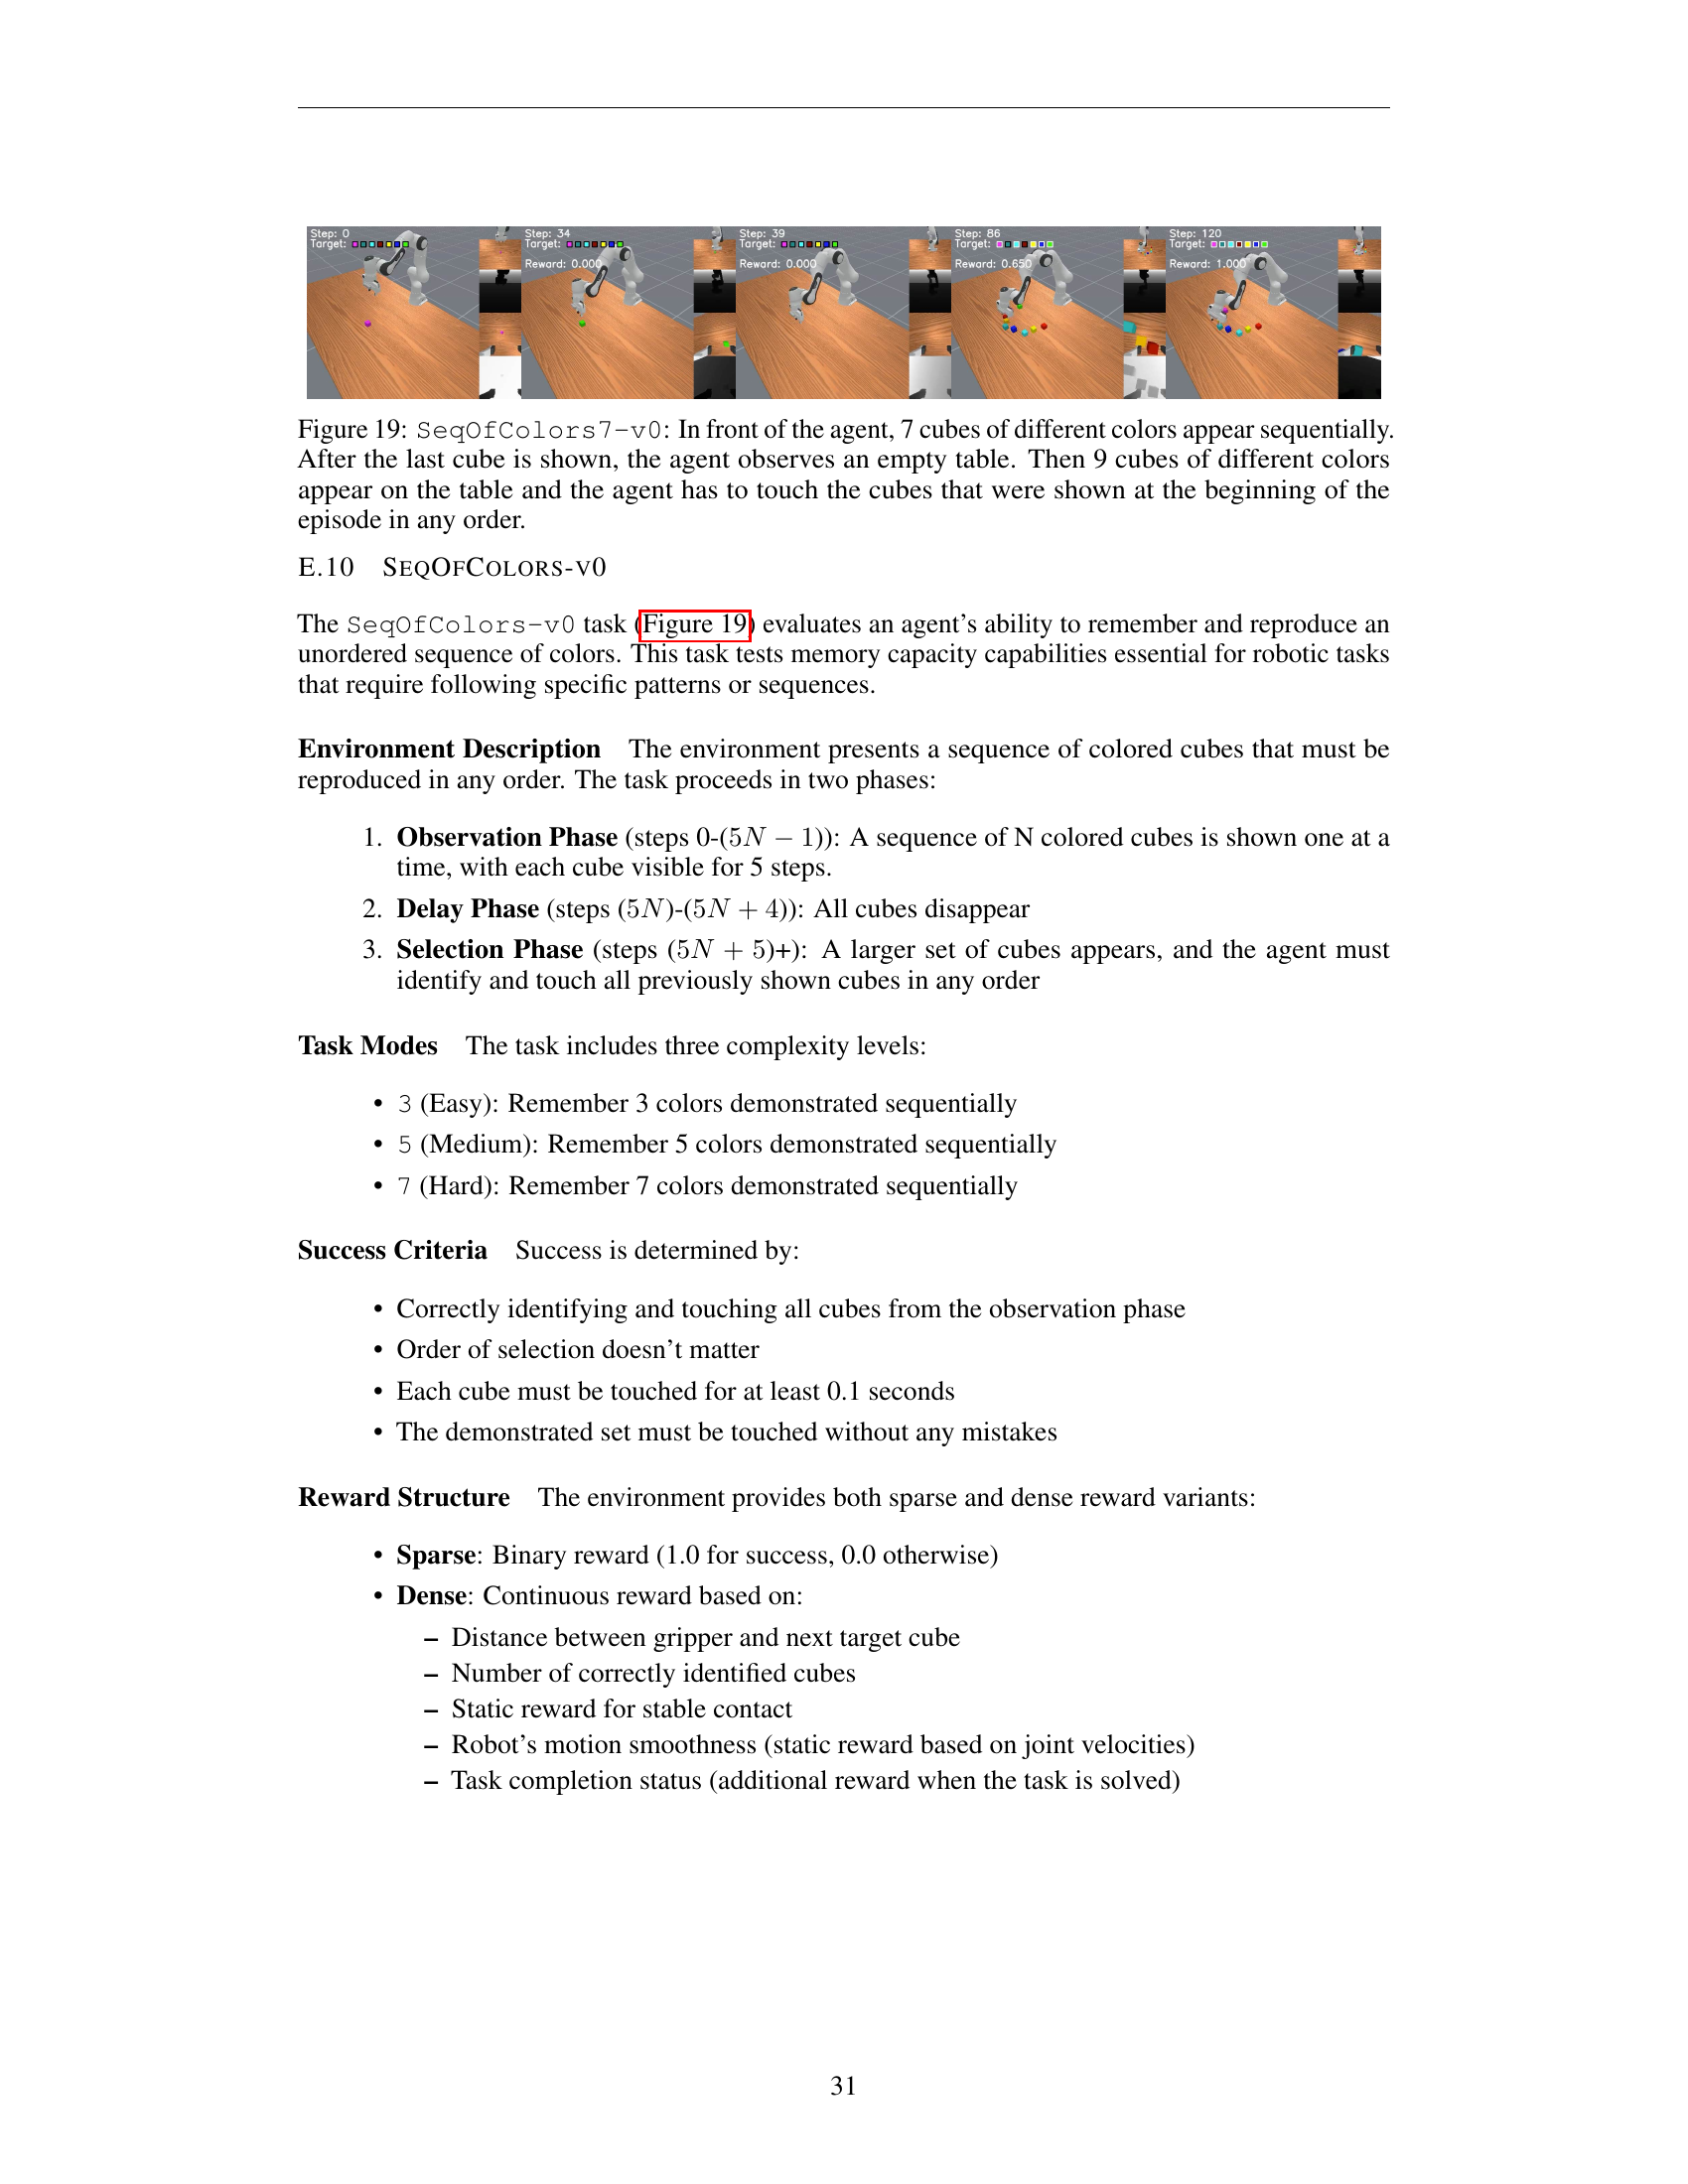 Step: 0
Target:
Step: 34
Target:
Reward: 0.000
Step: 39
Target:
Reward: 0.000
Step: 86
Target:
Reward: 0.650
Step: 120
Target:
Reward: 1.000
Figure 19: SeqOfColors7-v0: In front of the agent, 7 cubes of different colors appear sequentially.
After the last cube is shown, the agent observes an empty table. Then 9 cubes of different colors
appear on the table and the agent has to touch the cubes that were shown at the beginning of the
episode in any order.
E.10 SEQOFCOLORS-V0
The SeqOfColors-v0 task (Figure 19) evaluates an agent's ability to remember and reproduce an
unordered sequence of colors. This task tests memory capacity capabilities essential for robotic tasks
that require following specific patterns or sequences.
Environment Description The environment presents a sequence of colored cubes that must be
reproduced in any order. The task proceeds in two phases:
1. Observation Phase (steps 0-(5N − 1)): A sequence of N colored cubes is shown one at a
time, with each cube visible for 5 steps.
2. Delay Phase (steps (5N)-(5N + 4)): All cubes disappear
3. Selection Phase (steps (5N + 5)+): A larger set of cubes appears, and the agent must
identify and touch all previously shown cubes in any order
Task Modes The task includes three complexity levels:
• 3 (Easy): Remember 3 colors demonstrated sequentially
• 5 (Medium): Remember 5 colors demonstrated sequentially
• 7 (Hard): Remember 7 colors demonstrated sequentially
Success Criteria Success is determined by:
• Correctly identifying and touching all cubes from the observation phase
• Order of selection doesn't matter
• Each cube must be touched for at least 0.1 seconds
• The demonstrated set must be touched without any mistakes
Reward Structure The environment provides both sparse and dense reward variants:
• Sparse: Binary reward (1.0 for success, 0.0 otherwise)
• Dense: Continuous reward based on:
– Distance between gripper and next target cube
– Number of correctly identified cubes
– Static reward for stable contact
– Robot's motion smoothness (static reward based on joint velocities)
– Task completion status (additional reward when the task is solved)
31